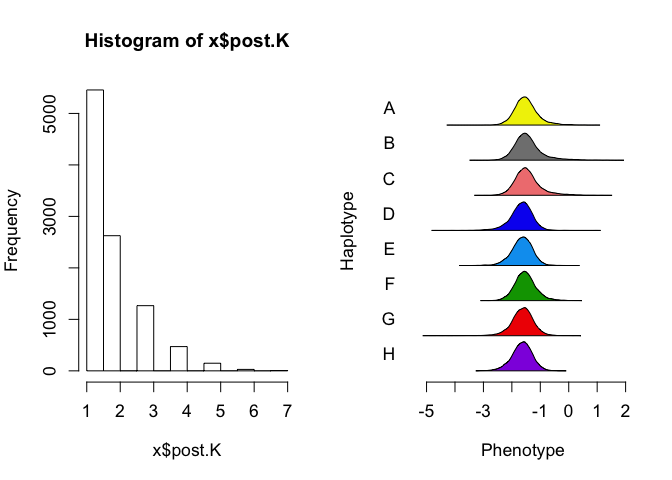 Histogram of x$post.K
Frequency
0
1000
3000
5000
1 2 3 4 5 6 7
x$post.K
Haplotype
A
B
C
D
E
F
G
H
-5 -3 -1 0 1 2
Phenotype